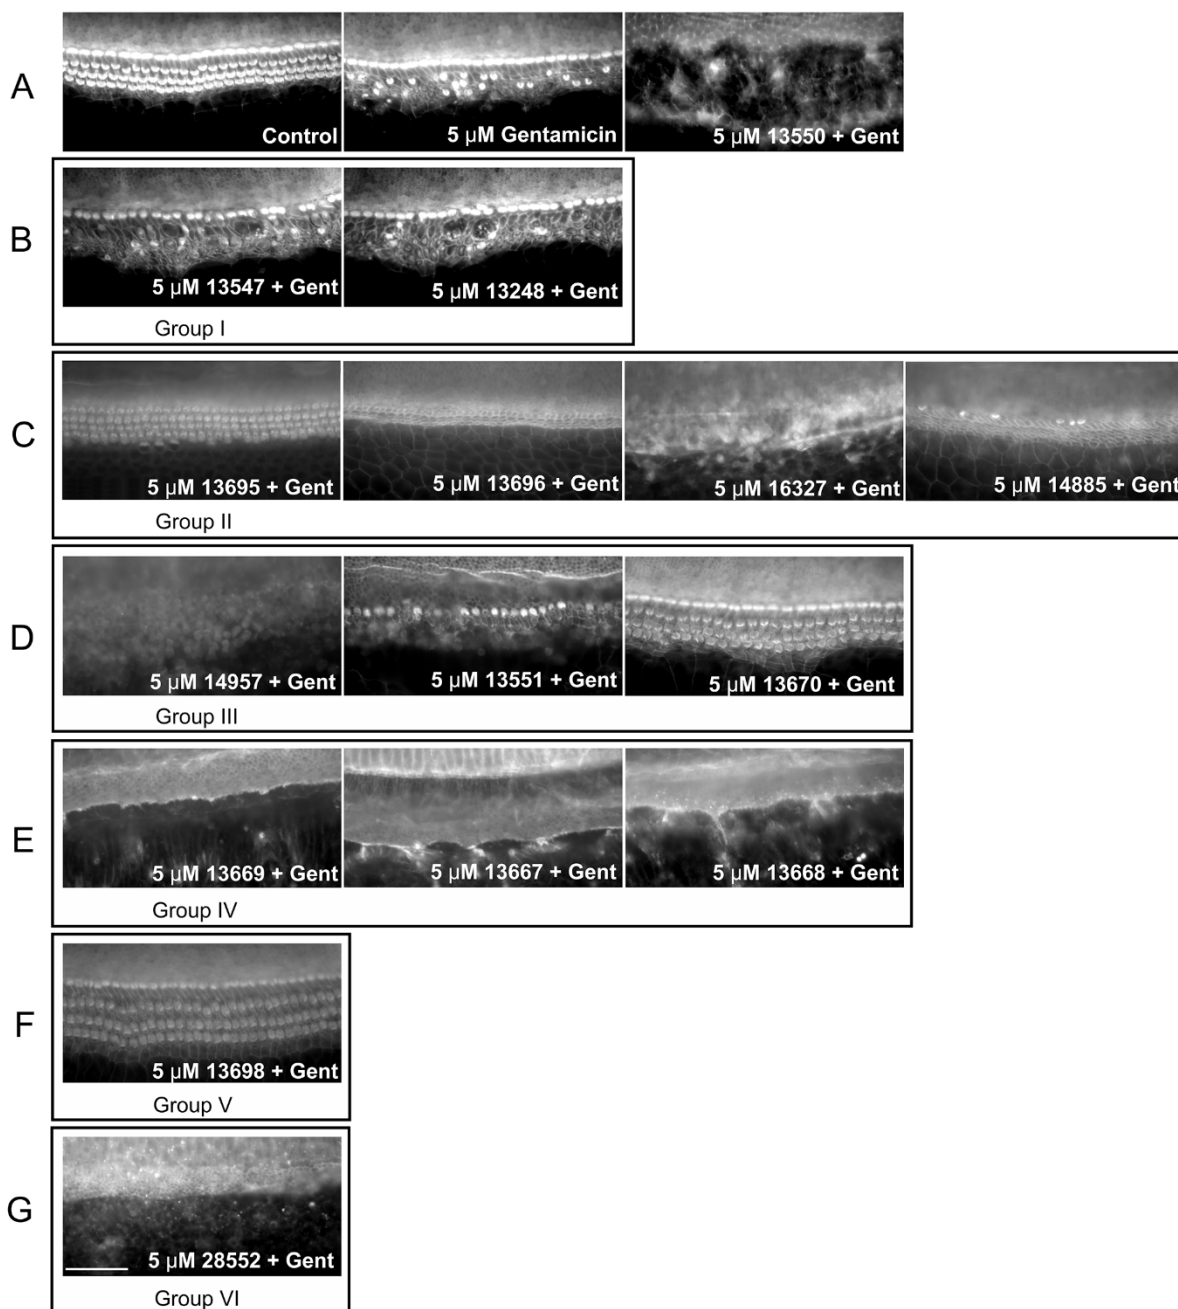 A
Control
5 μM Gentamicin
5 μM 13550 + Gent
B
5 μM 13547 + Gent
5 μM 13248 + Gent
Group I
C
5 μM 13695 + Gent
5 μM 13696 + Gent
5 μM 16327 + Gent
5 μM 14885 + Gent
Group II
D
5 μM 14957 + Gent
5 μM 13551 + Gent
5 μM 13670 + Gent
Group III
E
5 μM 13669 + Gent
5 μM 13667 + Gent
5 μM 13668 + Gent
Group IV
F
5 μM 13698 + Gent
Group V
G
5 μM 28552 + Gent
Group VI